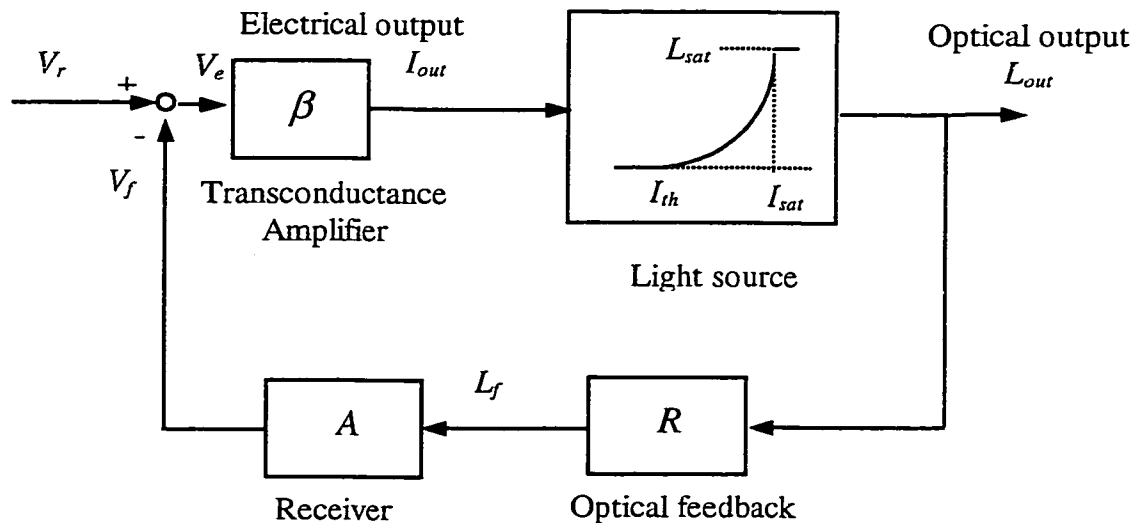 Electrical output
Optical output
V_r
+
V_e
I_out
L_sat
L_out
β
-
V_f
Transconductance
Amplifier
I_th
I_sat
Light source
L_f
A
R
Receiver
Optical feedback